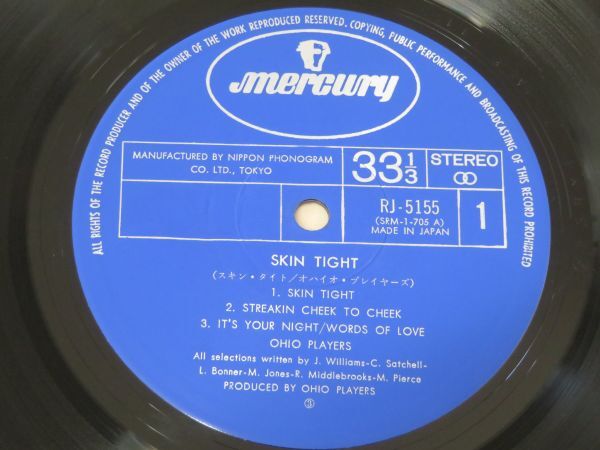 ALL RIGHTS OF THE RECORD PRODUCER AND OF THE OWNER OF THE WORK REPRODUCED RESERVED. COPYING, PUBLIC PERFORMANCE AND BROADCASTING OF THIS RECORD PROHIBITED
mercury
MANUFACTURED BY NIPPON PHONOGRAM
CO. LTD., TOKYO
33 1/3
STEREO
RJ-5155
(SRM-1-705 A)
MADE IN JAPAN
1
SKIN TIGHT
(スキン・タイト/オハイオ・プレイヤーズ)
1. SKIN TIGHT
2. STREAKIN CHEEK TO CHEEK
3. IT'S YOUR NIGHT/WORDS OF LOVE
OHIO PLAYERS
All selections written by J. Williams-C. Satchell-
L. Bonner-M. Jones-R. Middlebrooks-M. Pierce
PRODUCED BY OHIO PLAYERS
③